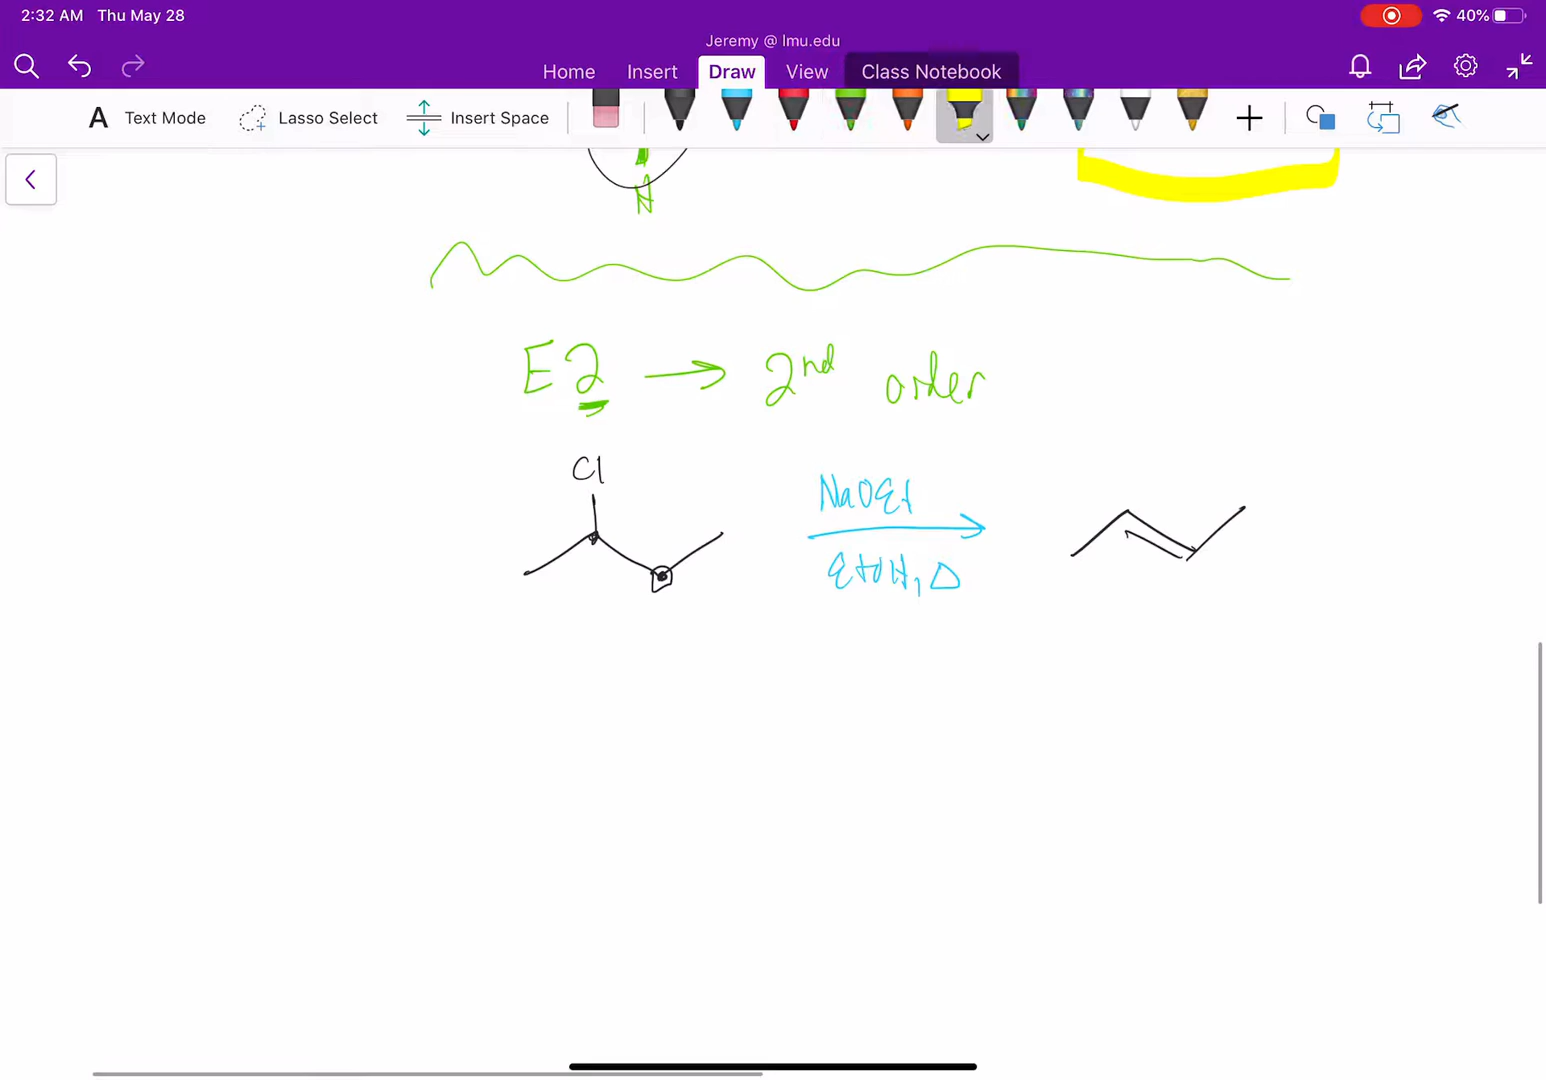 2:32 AM Thu May 28
40%
Jeremy @ lmu.edu
Home Insert Draw View Class Notebook
A Text Mode Lasso Select Insert Space
H
E2 → 2nd order
Cl
NaOEt
EtOH, Δ